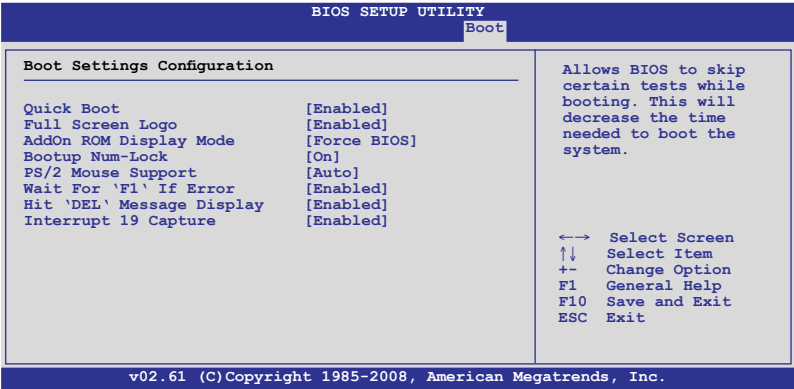 BIOS SETUP UTILITY
Boot
Boot Settings Configuration
Quick Boot [Enabled]
Full Screen Logo [Enabled]
AddOn ROM Display Mode [Force BIOS]
Bootup Num-Lock [On]
PS/2 Mouse Support [Auto]
Wait For ‘F1‘ If Error [Enabled]
Hit ‘DEL‘ Message Display [Enabled]
Interrupt 19 Capture [Enabled]
Allows BIOS to skip
certain tests while
booting. This will
decrease the time
needed to boot the
system.
←→ Select Screen
↑↓ Select Item
+- Change Option
F1 General Help
F10 Save and Exit
ESC Exit
v02.61 (C)Copyright 1985-2008, American Megatrends, Inc.